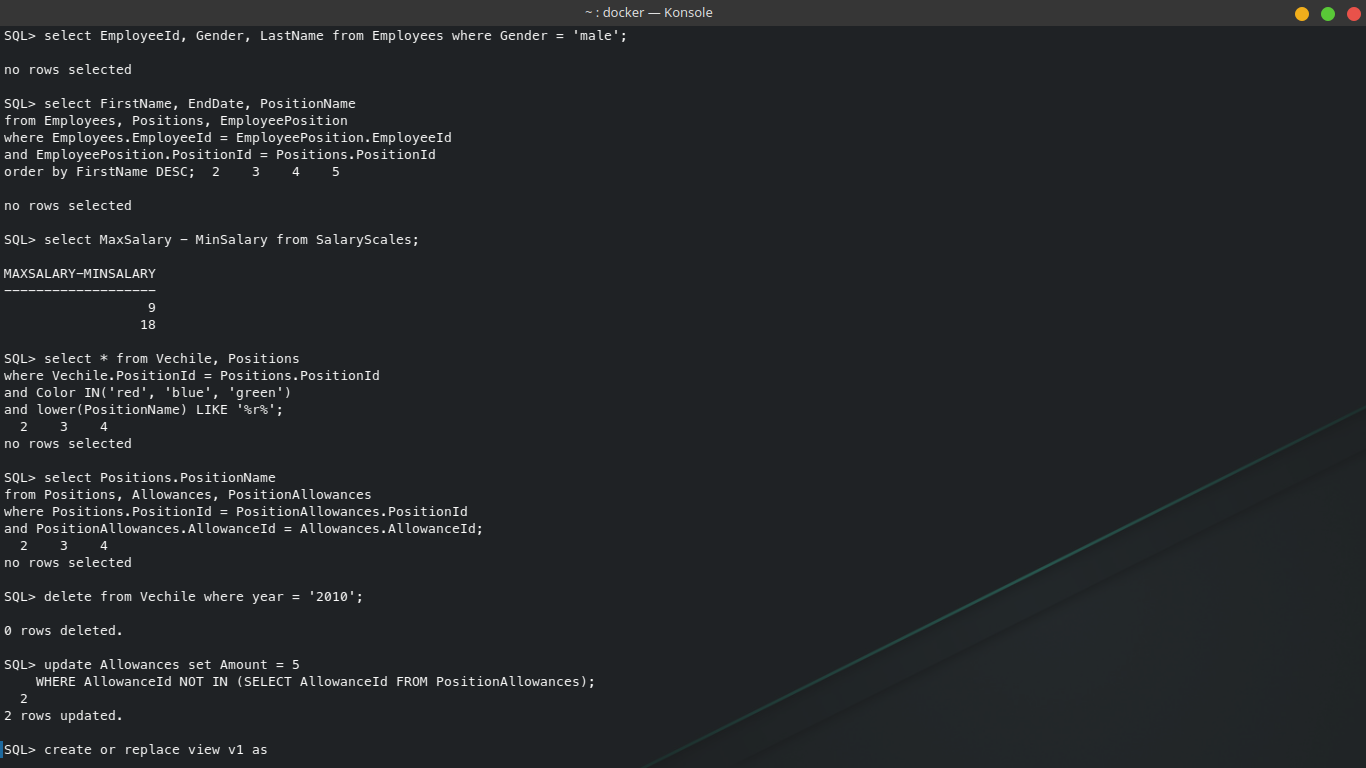 ~ : docker — Konsole
SQL> select EmployeeId, Gender, LastName from Employees where Gender = 'male';
no rows selected
SQL> select FirstName, EndDate, PositionName
from Employees, Positions, EmployeePosition
where Employees.EmployeeId = EmployeePosition.EmployeeId
and EmployeePosition.PositionId = Positions.PositionId
order by FirstName DESC;  2    3    4    5
no rows selected
SQL> select MaxSalary - MinSalary from SalaryScales;
MAXSALARY-MINSALARY
-------------------
                  9
                 18
SQL> select * from Vechile, Positions
where Vechile.PositionId = Positions.PositionId
and Color IN('red', 'blue', 'green')
and lower(PositionName) LIKE '%r%';
  2    3    4
no rows selected
SQL> select Positions.PositionName
from Positions, Allowances, PositionAllowances
where Positions.PositionId = PositionAllowances.PositionId
and PositionAllowances.AllowanceId = Allowances.AllowanceId;
  2    3    4
no rows selected
SQL> delete from Vechile where year = '2010';
0 rows deleted.
SQL> update Allowances set Amount = 5
    WHERE AllowanceId NOT IN (SELECT AllowanceId FROM PositionAllowances);
  2
2 rows updated.
SQL> create or replace view v1 as